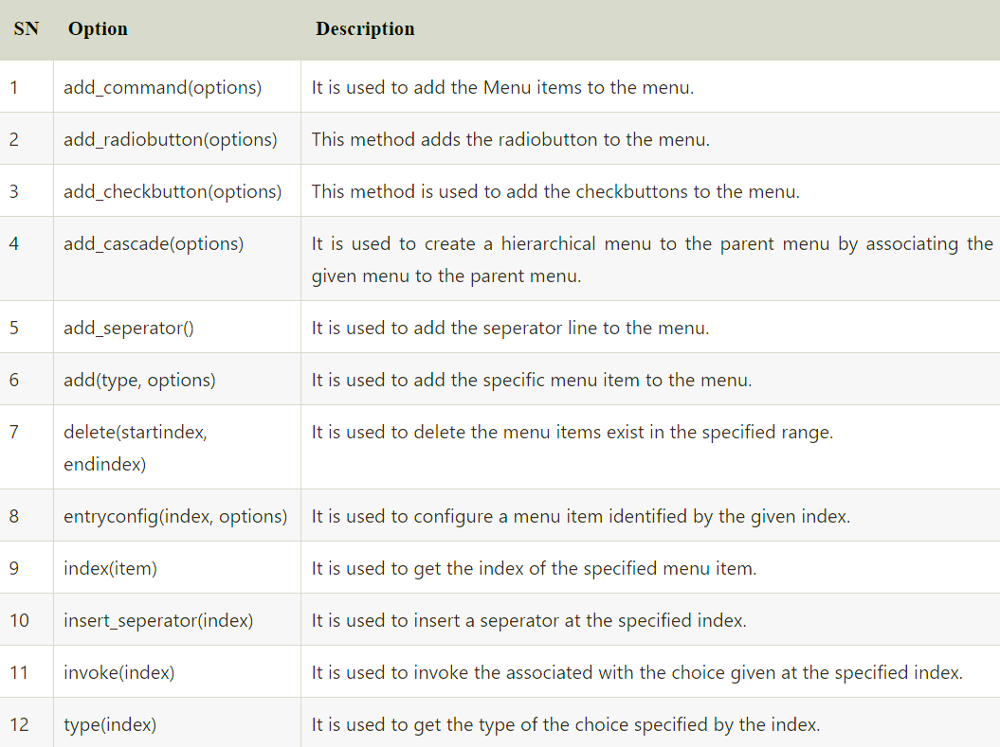 SN Option Description
1 add_command(options) It is used to add the Menu items to the menu.
2 add_radiobutton(options) This method adds the radiobutton to the menu.
3 add_checkbutton(options) This method is used to add the checkbuttons to the menu.
4 add_cascade(options) It is used to create a hierarchical menu to the parent menu by associating the
given menu to the parent menu.
5 add_seperator() It is used to add the seperator line to the menu.
6 add(type, options) It is used to add the specific menu item to the menu.
7 delete(startindex, It is used to delete the menu items exist in the specified range.
endindex)
8 entryconfig(index, options) It is used to configure a menu item identified by the given index.
9 index(item) It is used to get the index of the specified menu item.
10 insert_seperator(index) It is used to insert a seperator at the specified index.
11 invoke(index) It is used to invoke the associated with the choice given at the specified index.
12 type(index) It is used to get the type of the choice specified by the index.